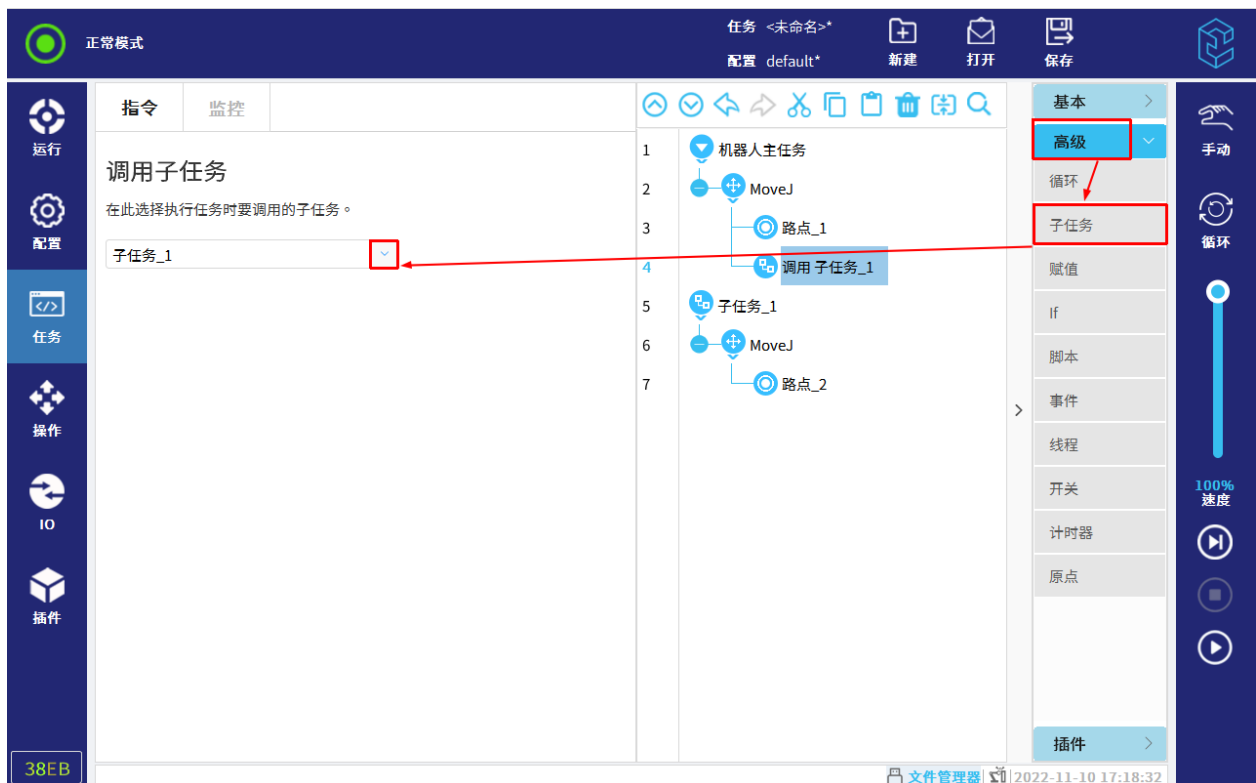 正常模式
任务 <未命名>*
配置 default*
新建
打开
保存
运行
配置
任务
操作
IO
插件
38EB
指令 监控
调用子任务
在此选择执行任务时要调用的子任务。
子任务_1
1 机器人主任务
2 MoveJ
3 路点_1
4 调用 子任务_1
5 子任务_1
6 MoveJ
7 路点_2
基本
高级
循环
子任务
赋值
If
脚本
事件
线程
开关
计时器
原点
插件
手动
循环
100%
速度
文件管理器 2022-11-10 17:18:32